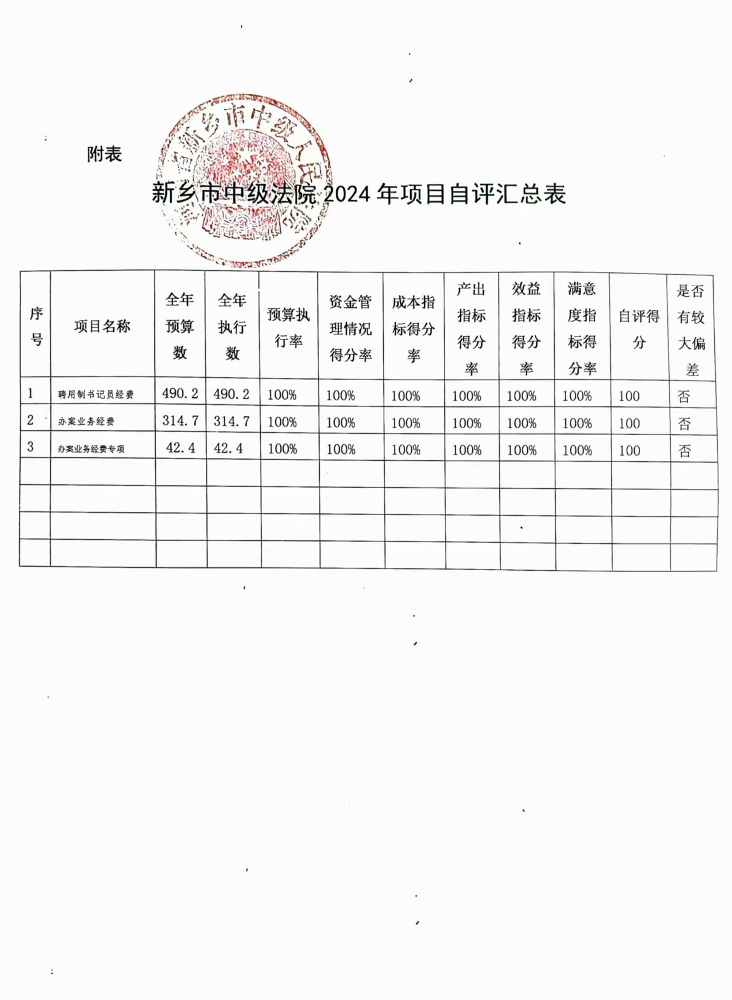 附表
省新乡市中级人民
院
新乡市中级法院2024年项目自评汇总表
序号 项目名称 全年预算数 全年执行数 预算执行率 资金管理情况得分率 成本指标得分率 产出指标得分率 效益指标得分率 满意度指标得分率 自评得分 是否有较大偏差
1 聘用制书记员经费 490.2 490.2 100% 100% 100% 100% 100% 100% 100 否
2 办案业务经费 314.7 314.7 100% 100% 100% 100% 100% 100% 100 否
3 办案业务经费专项 42.4 42.4 100% 100% 100% 100% 100% 100% 100 否